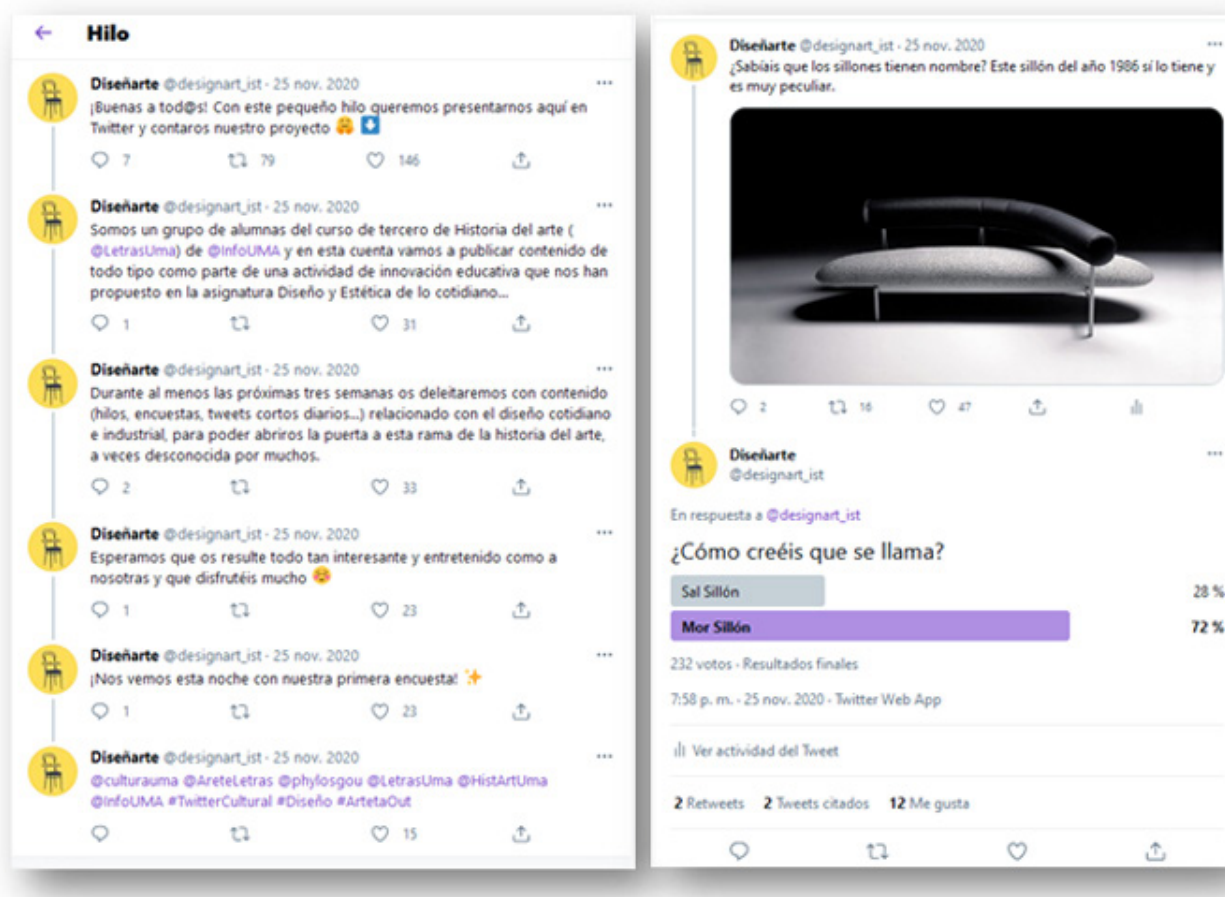 Hilo
Diseñarte @designart_ist · 25 nov. 2020
¡Buenas a tod@s! Con este pequeño hilo queremos presentarnos aquí en
Twitter y contaros nuestro proyecto
7 79 146
Diseñarte @designart_ist · 25 nov. 2020
Somos un grupo de alumnas del curso de tercero de Historia del arte (
@LetrasUma) de @InfoUMA y en esta cuenta vamos a publicar contenido de
todo tipo como parte de una actividad de innovación educativa que nos han
propuesto en la asignatura Diseño y Estética de lo cotidiano...
1 31
Diseñarte @designart_ist · 25 nov. 2020
Durante al menos las próximas tres semanas os deleitaremos con contenido
(hilos, encuestas, tweets cortos diarios...) relacionado con el diseño cotidiano
e industrial, para poder abriros la puerta a esta rama de la historia del arte,
a veces desconocida por muchos.
2 33
Diseñarte @designart_ist · 25 nov. 2020
Esperamos que os resulte todo tan interesante y entretenido como a
nosotras y que disfrutéis mucho
1 23
Diseñarte @designart_ist · 25 nov. 2020
¡Nos vemos esta noche con nuestra primera encuesta!
1 23
Diseñarte @designart_ist · 25 nov. 2020
@culturauma @AreteLetras @phylosgou @LetrasUma @HistArtUma
@InfoUMA #TwitterCultural #Diseño #ArtetaOut
15
Diseñarte @designart_ist · 25 nov. 2020
¿Sabíais que los sillones tienen nombre? Este sillón del año 1986 sí lo tiene y
es muy peculiar.
2 16 47
Diseñarte
@designart_ist
En respuesta a @designart_ist
¿Cómo creéis que se llama?
Sal Sillón 28 %
Mor Sillón 72 %
232 votos · Resultados finales
7:58 p. m. · 25 nov. 2020 · Twitter Web App
Ver actividad del Tweet
2 Retweets 2 Tweets citados 12 Me gusta